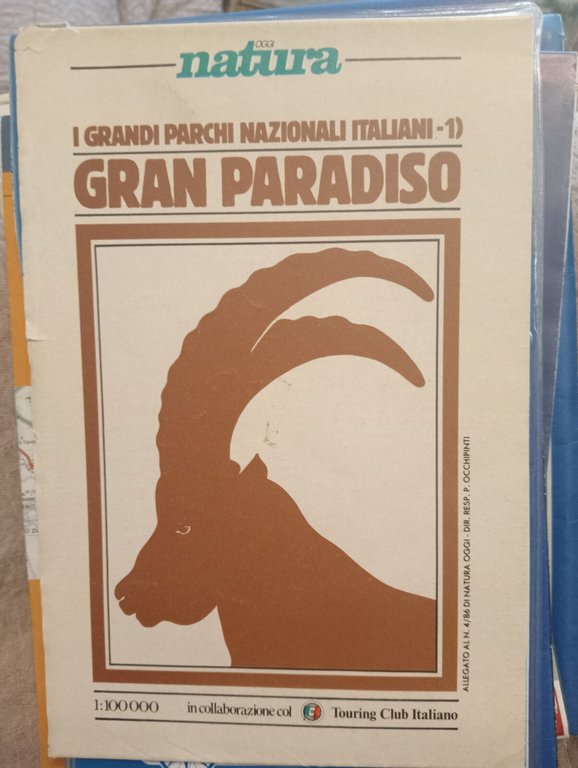 natura
OGGI
I GRANDI PARCHI NAZIONALI ITALIANI - 1)
GRAN PARADISO
ALLEGATO AL N. 4/86 DI NATURA OGGI - DIR. RESP. P. OCCHIPINTI
1:100 000
in collaborazione col
Touring Club Italiano